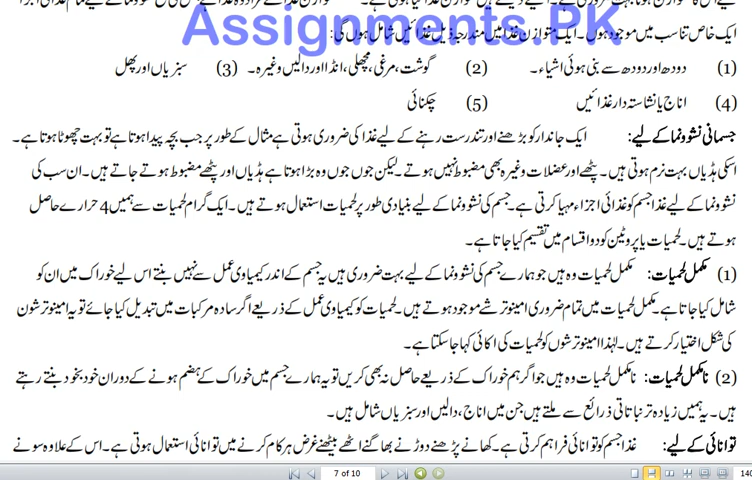 Assignments.PK
ایک خاص تناسب میں موجود ہوں۔ ایک متوازن غذا میں مندرجہ ذیل غذائیں شامل ہوں گی:
(1) دودھ اور دودھ سے بنی ہوئی اشیاء۔ (2) گوشت، مرغی، مچھلی، انڈا اور دالیں وغیرہ۔ (3) سبزیاں اور پھل
(4) اناج یا نشاستہ دار غذائیں (5) چکنائی
جسمانی نشوونما کے لیے: ایک جاندار کو بڑھنے اور تندرست رہنے کے لیے غذا کی ضروری ہوتی ہے مثال کے طور پر جب بچہ پیدا ہوتا ہے تو بہت چھوٹا ہوتا ہے۔
اسکی ہڈیاں بہت نرم ہوتی ہیں۔ پٹھے اور عضلات وغیرہ بھی مضبوط نہیں ہوتے۔ لیکن جوں جوں وہ بڑا ہوتا ہے ہڈیاں اور پٹھے مضبوط ہوتے جاتے ہیں۔ ان سب کی
نشوونما کے لیے غذا جسم کو غذائی اجزاء مہیا کرتی ہے۔ جسم کی نشوونما کے لیے بنیادی طور پر لحمیات استعمال ہوتے ہیں۔ ایک گرام لحمیات سے ہمیں 4 حرارے حاصل
ہوتے ہیں۔ لحمیات یا پروٹین کو دو اقسام میں تقسیم کیا جاتا ہے۔
(1) مکمل لحمیات: مکمل لحمیات وہ ہیں جو ہمارے جسم کی نشوونما کے لیے بہت ضروری ہیں یہ جسم کے اندر کیمیاوی عمل سے نہیں بنتے اس لیے خوراک میں ان کو
شامل کیا جاتا ہے۔ مکمل لحمیات میں تمام ضروری امینو ترشے موجود ہوتے ہیں۔ لحمیات کو کیمیاوی عمل کے ذریعے اگر سادہ مرکبات میں تبدیل کیا جائے تو یہ امینو ترشون
کی شکل اختیار کرتے ہیں۔ لہٰذا امینو ترشوں کو لحمیات کی اکائی کہا جا سکتا ہے۔
(2) نامکمل لحمیات: نامکمل لحمیات وہ ہیں جو اگر ہم خوراک کے ذریعے حاصل نہ بھی کریں تو یہ ہمارے جسم میں خوراک کے ہضم ہونے کے دوران خود بخود بنتے رہتے
ہیں۔ یہ ہمیں زیادہ تر نباتاتی ذرائع سے ملتے ہیں جن میں اناج، دالیں اور سبزیاں شامل ہیں۔
توانائی کے لیے: غذا جسم کو توانائی فراہم کرتی ہے۔ کھانے پڑھنے دوڑنے بھاگنے اٹھنے بیٹھنے غرض ہر کام کرنے میں توانائی استعمال ہوتی ہے۔ اس کے علاوہ سونے
7 of 10